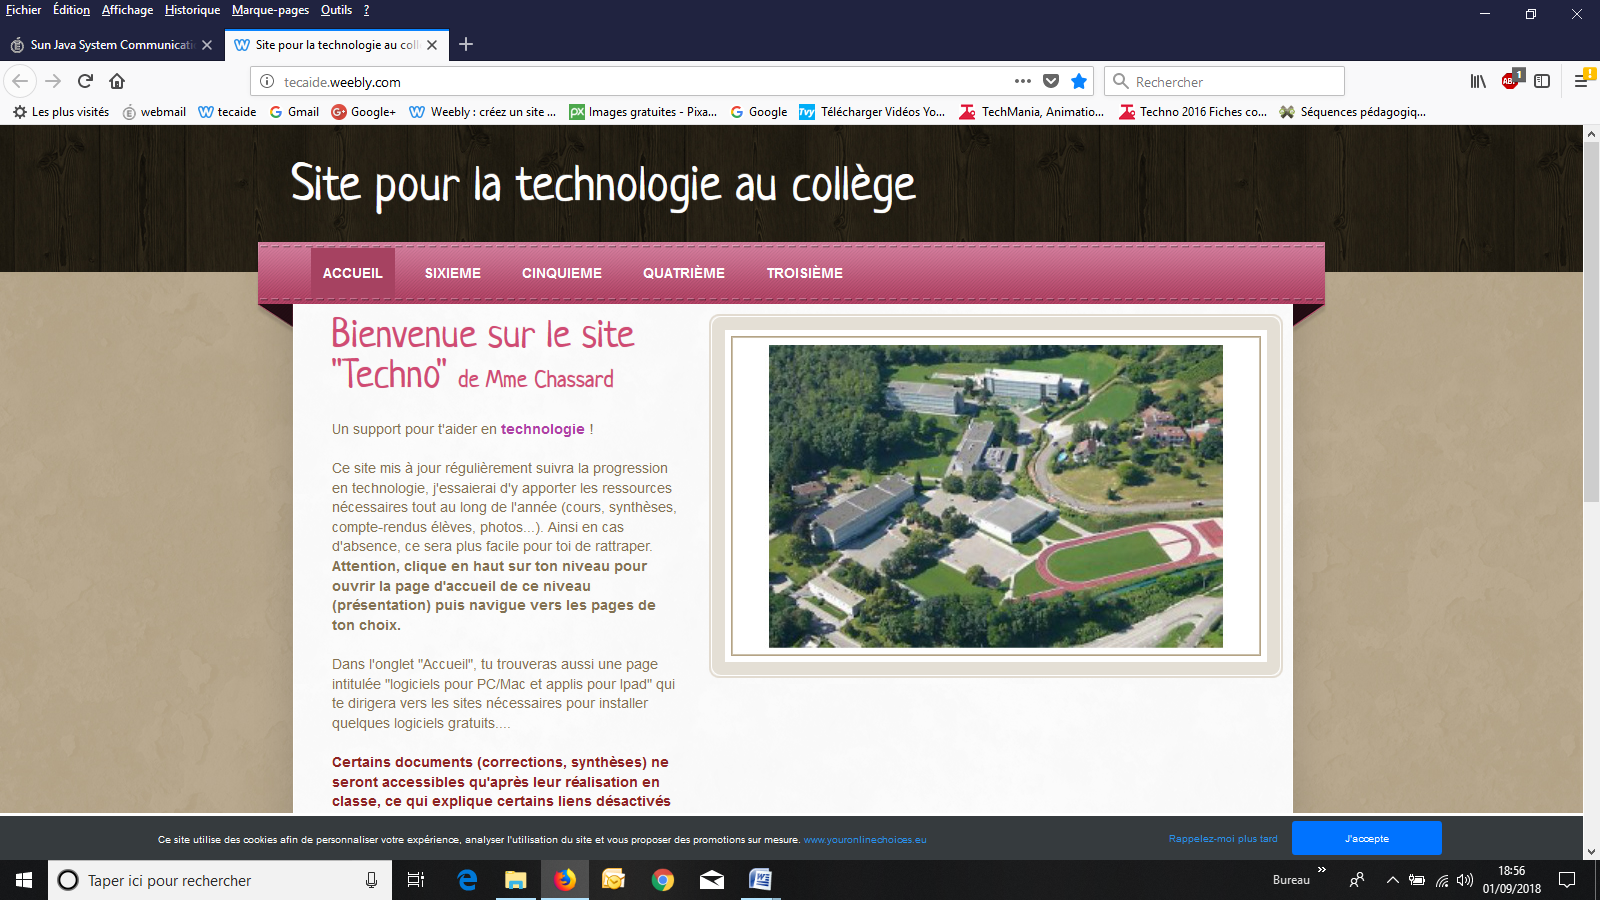 Fichier Édition Affichage Historique Marque-pages Outils ?
Sun Java System Communicati
Site pour la technologie au coll
tecaide.weebly.com
Rechercher
1
Les plus visités webmail tecaide Gmail Google+ Weebly : créez un site ... Images gratuites - Pixa... Google Télécharger Vidéos Yo... TechMania, Animatio... Techno 2016 Fiches co... Séquences pédagogiq...
Site pour la technologie au collège
ACCUEIL SIXIEME CINQUIEME QUATRIÈME TROISIÈME
Bienvenue sur le site
"Techno" de Mme Chassard
Un support pour t'aider en technologie !
Ce site mis à jour régulièrement suivra la progression
en technologie, j'essaierai d'y apporter les ressources
nécessaires tout au long de l'année (cours, synthèses,
compte-rendus élèves, photos...). Ainsi en cas
d'absence, ce sera plus facile pour toi de rattraper.
Attention, clique en haut sur ton niveau pour
ouvrir la page d'accueil de ce niveau
(présentation) puis navigue vers les pages de
ton choix.
Dans l'onglet "Accueil", tu trouveras aussi une page
intitulée "logiciels pour PC/Mac et applis pour Ipad" qui
te dirigera vers les sites nécessaires pour installer
quelques logiciels gratuits....
Certains documents (corrections, synthèses) ne
seront accessibles qu'après leur réalisation en
classe, ce qui explique certains liens désactivés
Ce site utilise des cookies afin de personnaliser votre expérience, analyser l'utilisation du site et vous proposer des promotions sur mesure. www.youronlinechoices.eu
Rappelez-moi plus tard
J'accepte
Taper ici pour rechercher
Bureau
18:56
01/09/2018